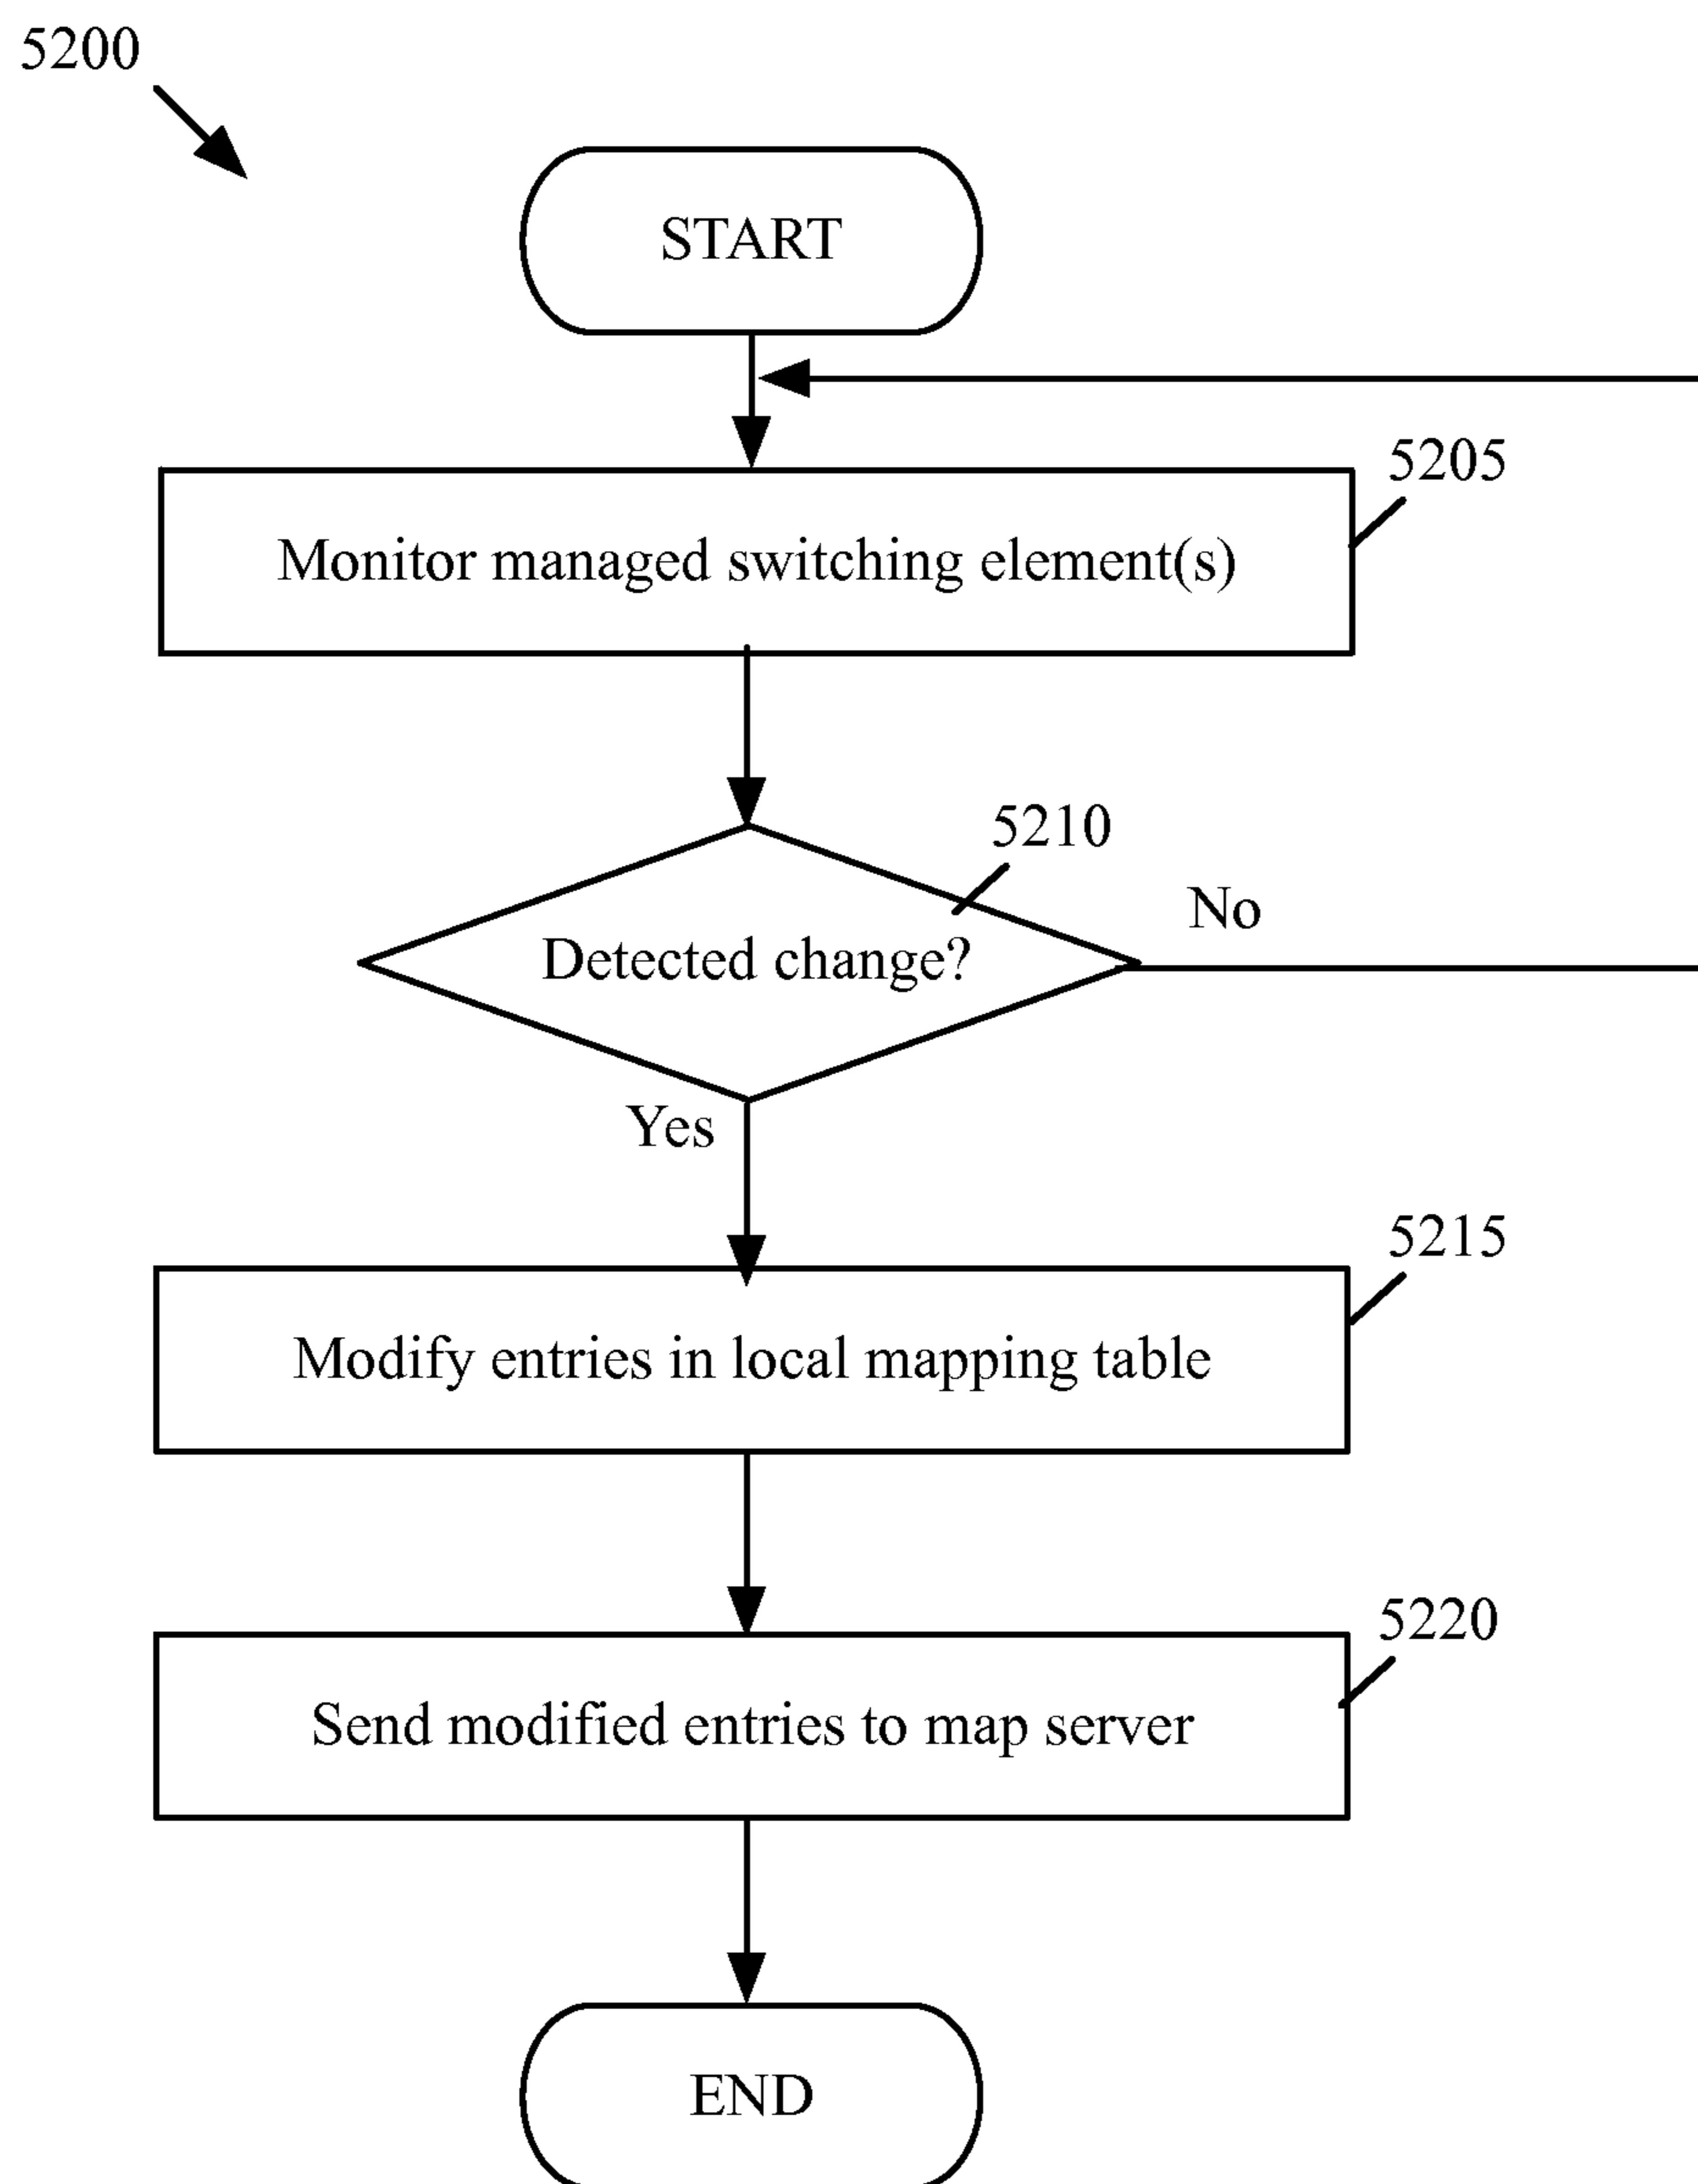 5200
START
5205
Monitor managed switching element(s)
5210
Detected change?
No
Yes
5215
Modify entries in local mapping table
5220
Send modified entries to map server
END